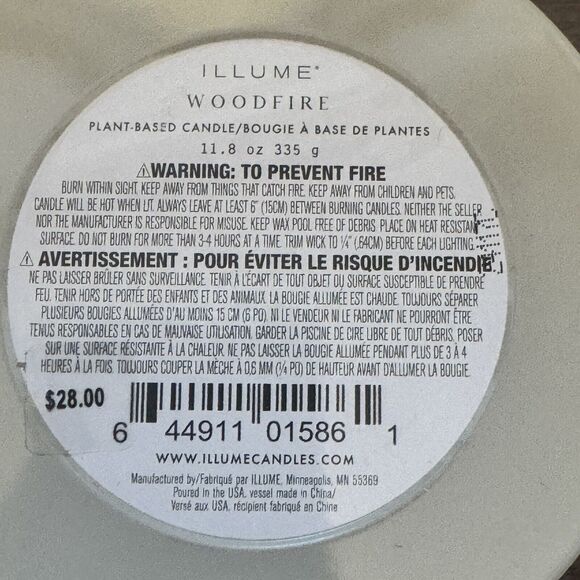 ILLUME®
WOODFIRE
PLANT-BASED CANDLE/BOUGIE À BASE DE PLANTES
11.8 oz 335 g
⚠WARNING: TO PREVENT FIRE
BURN WITHIN SIGHT. KEEP AWAY FROM THINGS THAT CATCH FIRE. KEEP AWAY FROM CHILDREN AND PETS.
CANDLE WILL BE HOT WHEN LIT. ALWAYS LEAVE AT LEAST 6" (15CM) BETWEEN BURNING CANDLES. NEITHER THE SELLER
NOR THE MANUFACTURER IS RESPONSIBLE FOR MISUSE. KEEP WAX POOL FREE OF DEBRIS. PLACE ON HEAT RESISTANT
SURFACE. DO NOT BURN FOR MORE THAN 3-4 HOURS AT A TIME. TRIM WICK TO ¼" (.64CM) BEFORE EACH LIGHTING.
⚠ AVERTISSEMENT : POUR ÉVITER LE RISQUE D'INCENDIE.
NE PAS LAISSER BRÛLER SANS SURVEILLANCE. TENIR À L'ÉCART DE TOUT OBJET OU SURFACE SUSCEPTIBLE DE PRENDRE
FEU. TENIR HORS DE PORTÉE DES ENFANTS ET DES ANIMAUX. LA BOUGIE ALLUMÉE EST CHAUDE. TOUJOURS SÉPARER
PLUSIEURS BOUGIES ALLUMÉES D'AU MOINS 15 CM (6 PO). NI LE VENDEUR NI LE FABRICANT NE POURRONT ÊTRE
TENUS RESPONSABLES EN CAS DE MAUVAISE UTILISATION. GARDER LA PISCINE DE CIRE LIBRE DE TOUT DÉBRIS. POSER
SUR UNE SURFACE RÉSISTANTE À LA CHALEUR. NE PAS LAISSER LA BOUGIE ALLUMÉE PENDANT PLUS DE 3 À 4
HEURES À LA FOIS. TOUJOURS COUPER LA MÈCHE À 0,6 MM (¼ PO) DE HAUTEUR AVANT D'ALLUMER LA BOUGIE.
$28.00
6 44911 01586 1
WWW.ILLUMECANDLES.COM
Manufactured by/Fabriqué par ILLUME, Minneapolis, MN 55369
Poured in the USA, vessel made in China/
Versé aux USA, récipient fabriqué en Chine